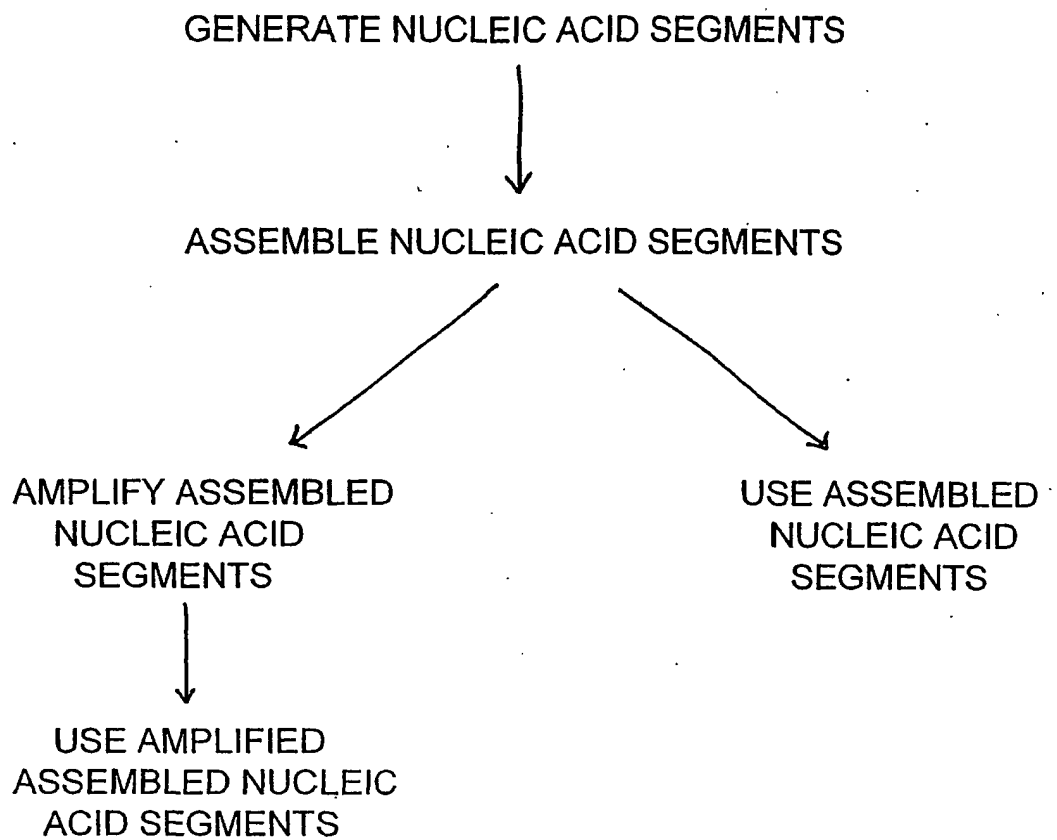 GENERATE NUCLEIC ACID SEGMENTS
ASSEMBLE NUCLEIC ACID SEGMENTS
AMPLIFY ASSEMBLED
NUCLEIC ACID
SEGMENTS
USE ASSEMBLED
NUCLEIC ACID
SEGMENTS
USE AMPLIFIED
ASSEMBLED NUCLEIC
ACID SEGMENTS